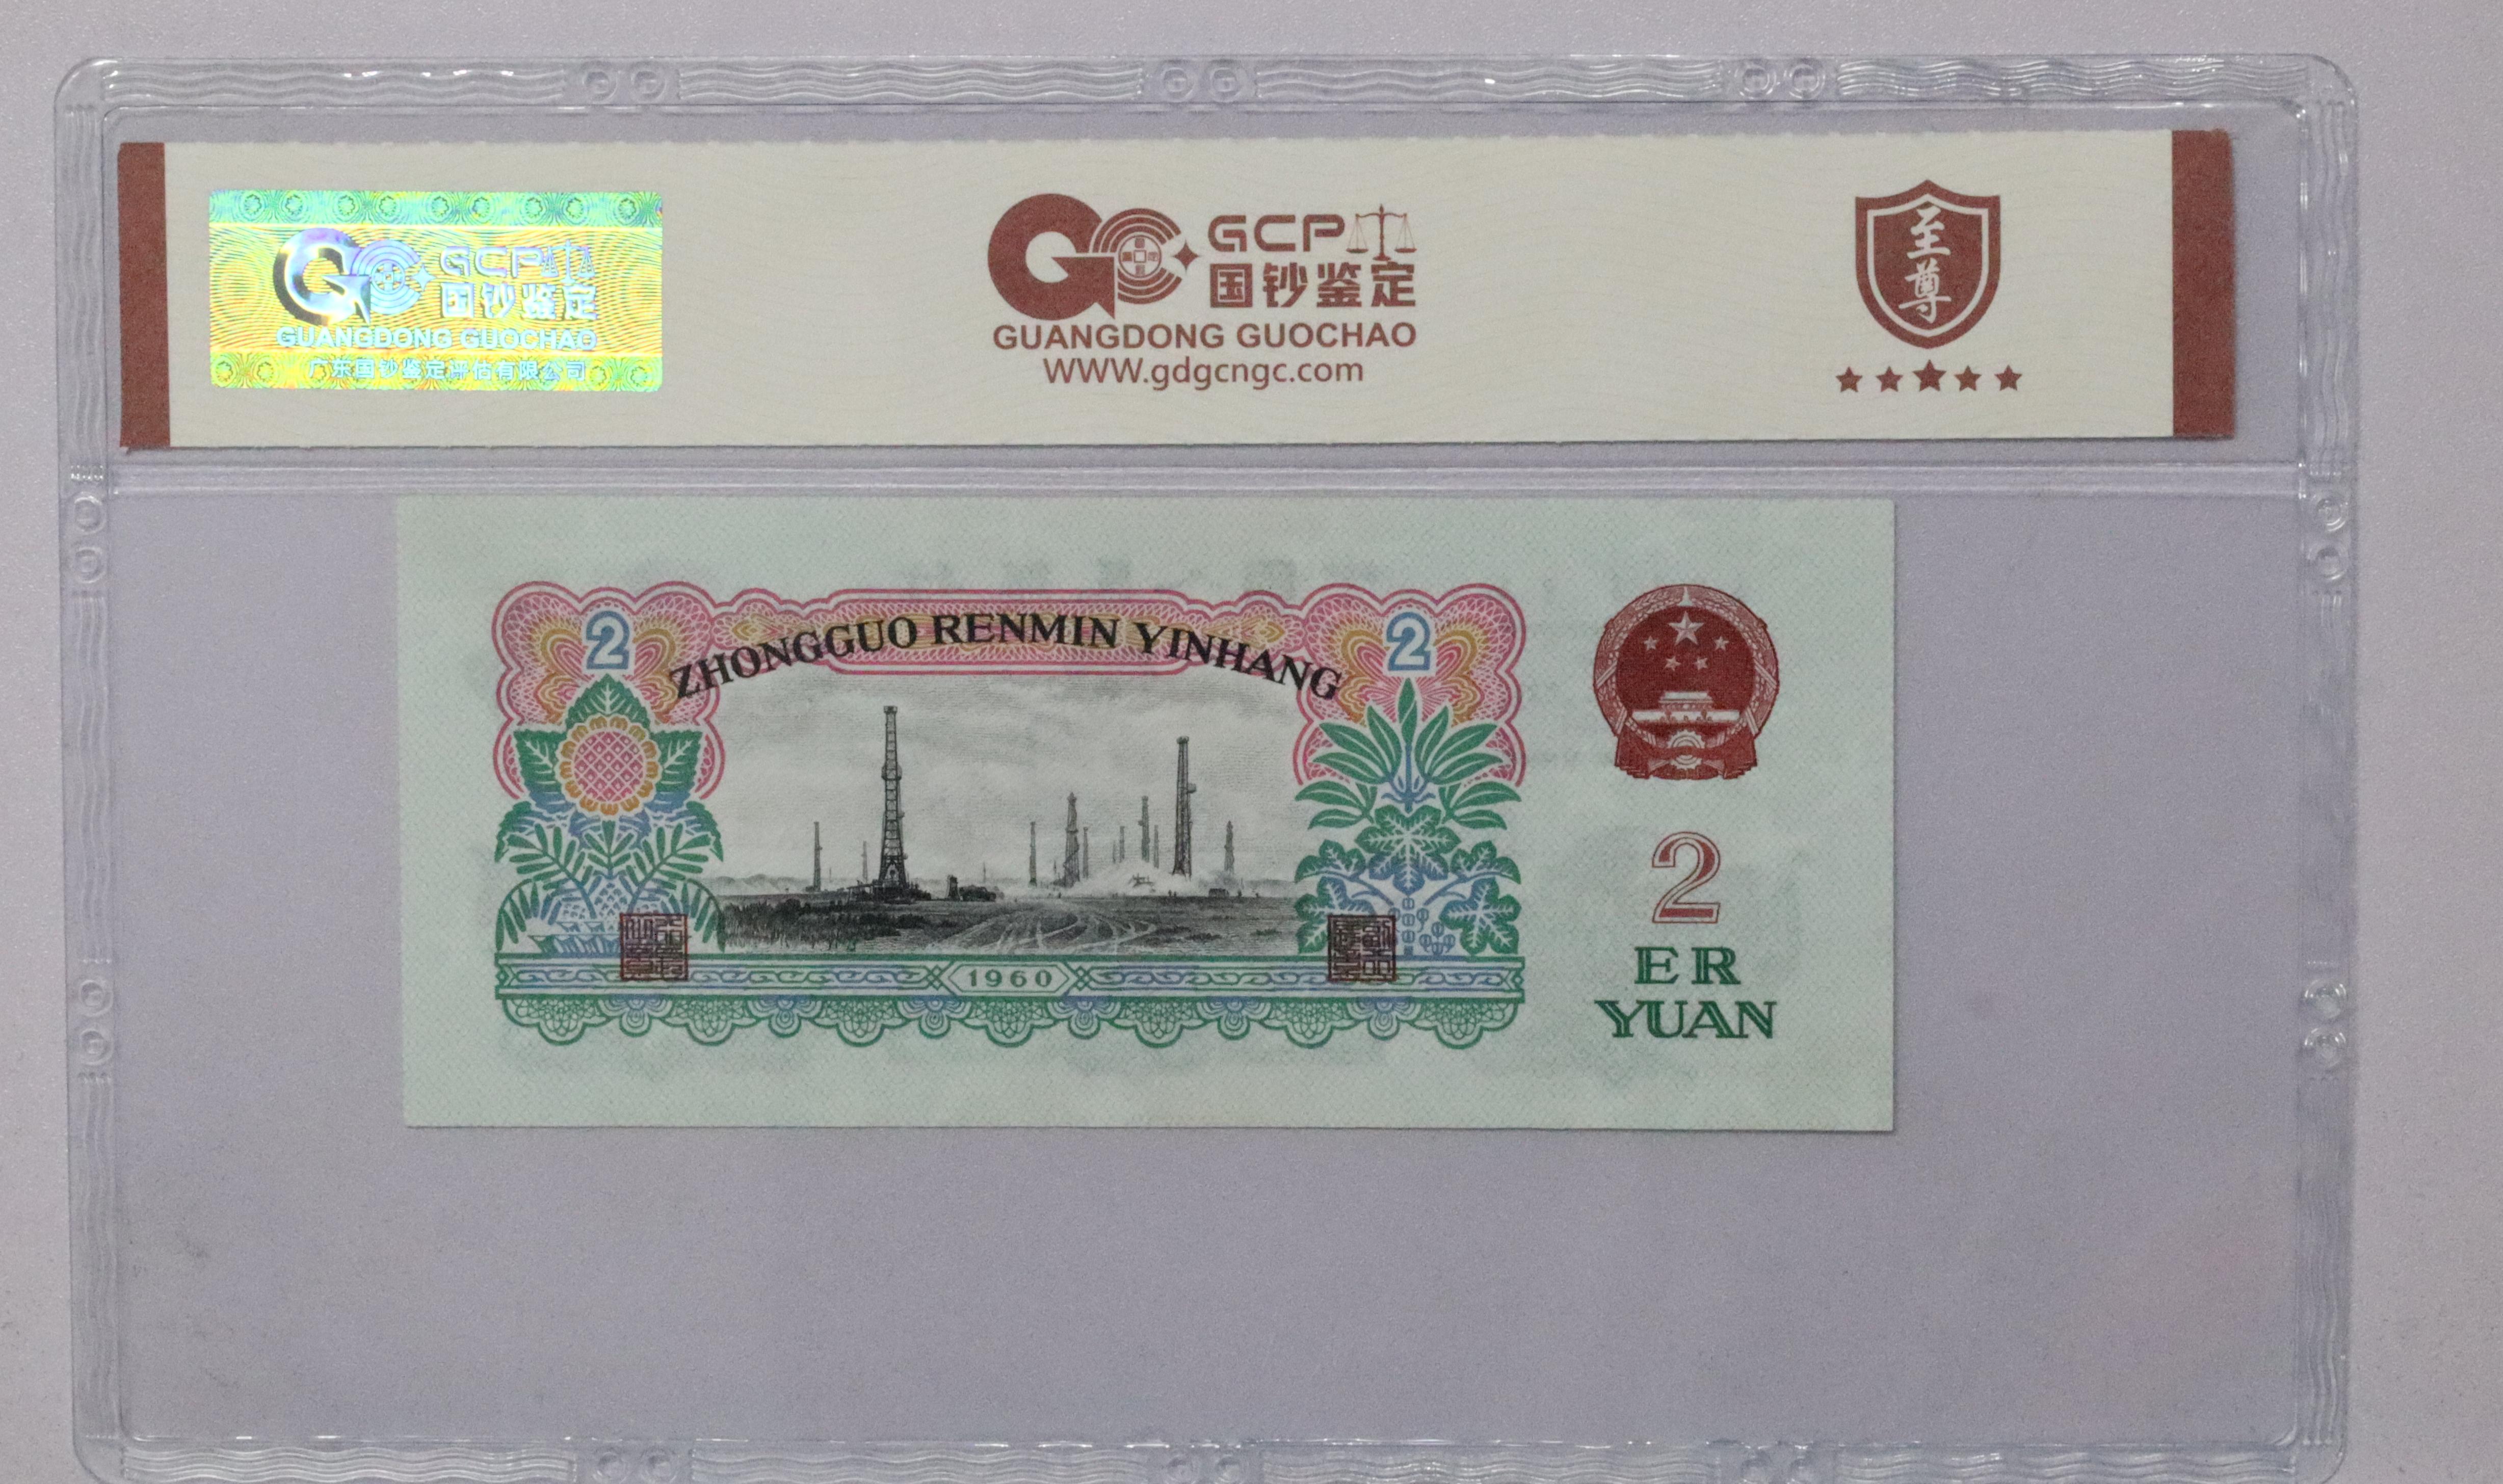 GCP
国钞鉴定
GUANGDONG GUOCHAO
广东国钞鉴定评估有限公司
GCP
国钞鉴定
GUANGDONG GUOCHAO
WWW.gdgcngc.com
至尊
ZHONGGUO RENMIN YINHANG
2
2
1960
2
ER
YUAN